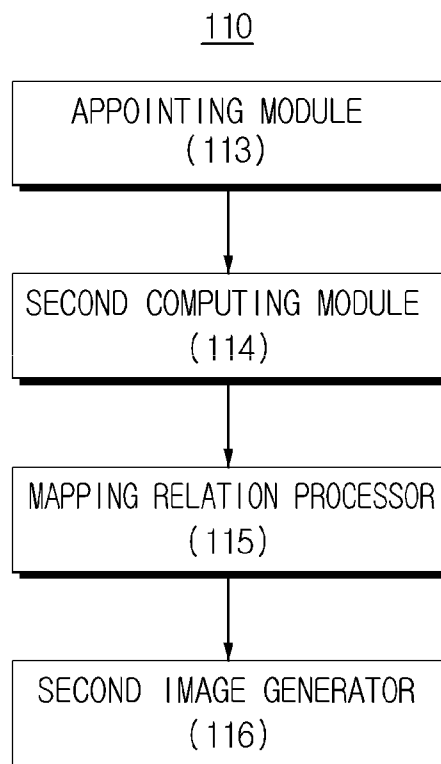 110
APPOINTING MODULE
(113)
SECOND COMPUTING MODULE
(114)
MAPPING RELATION PROCESSOR
(115)
SECOND IMAGE GENERATOR
(116)